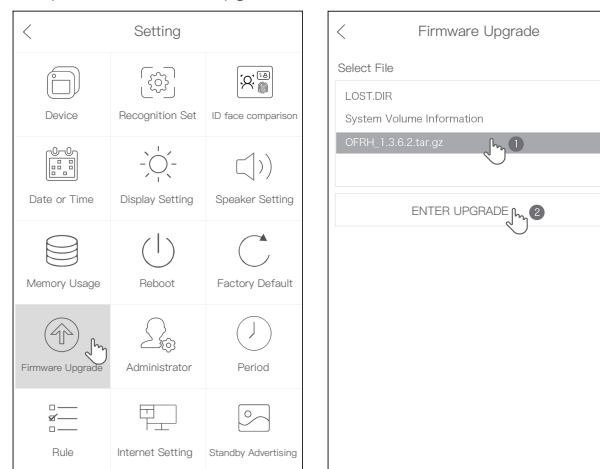 Setting
Device
Recognition Set
ID face comparison
Date or Time
Display Setting
Speaker Setting
Memory Usage
Reboot
Factory Default
Firmware Upgrade
Administrator
Period
Rule
Internet Setting
Standby Advertising
Firmware Upgrade
Select File
LOST.DIR
System Volume Information
OFRH_1.3.6.2.tar.gz
1
ENTER UPGRADE
2